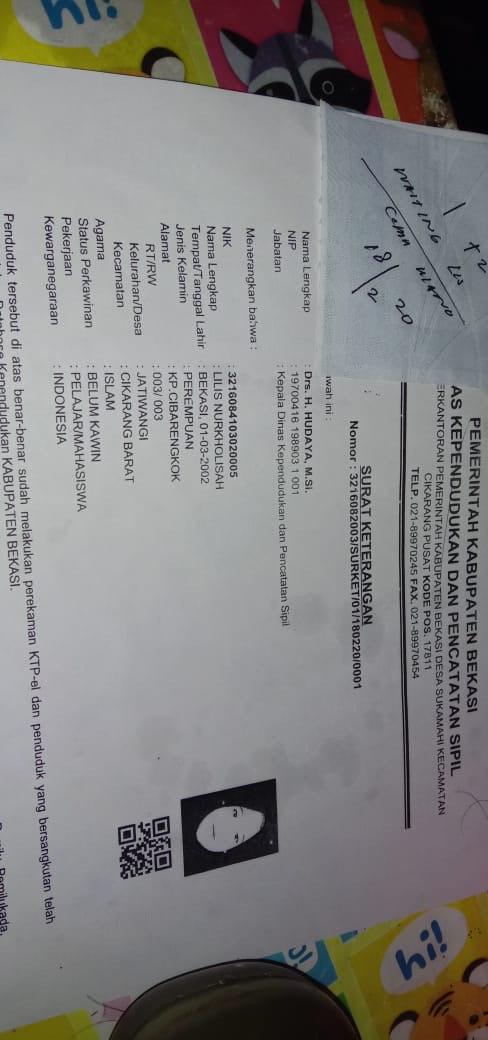 hi!
1 + 2
WAITING LIS
18/2 20
PEMERINTAH KABUPATEN BEKASI
AS KEPENDUDUKAN DAN PENCATATAN SIPIL
ERKANTORAN PEMERINTAH KABUPATEN BEKASI DESA SUKAMAHI KECAMATAN
CIKARANG PUSAT KODE POS. 17811
TELP. 021-89970245 FAX. 021-89970454
SURAT KETERANGAN
Nomor : 3216082003/SURKET/01/180220/0001
wah ini :
Nama Lengkap : Drs. H. HUDAYA, M.Si.
NIP : 19700416 198903 1 001
Jabatan : Kepala Dinas Kependudukan dan Pencatatan Sipil
Menerangkan bahwa :
NIK : 3216084103020005
Nama Lengkap : LILIS NURKHOLISAH
Tempat/Tanggal Lahir : BEKASI, 01-03-2002
Jenis Kelamin : PEREMPUAN
Alamat : KP.CIBARENGKOK
RT/RW : 003/ 003
Kelurahan/Desa : JATIWANGI
Kecamatan : CIKARANG BARAT
Agama : ISLAM
Status Perkawinan : BELUM KAWIN
Pekerjaan : PELAJAR/MAHASISWA
Kewarganegaraan : INDONESIA
Penduduk tersebut di atas benar-benar sudah melakukan perekaman KTP-el dan penduduk yang bersangkutan telah
Database Kependudukan KABUPATEN BEKASI.
Pemilukada,
hi!